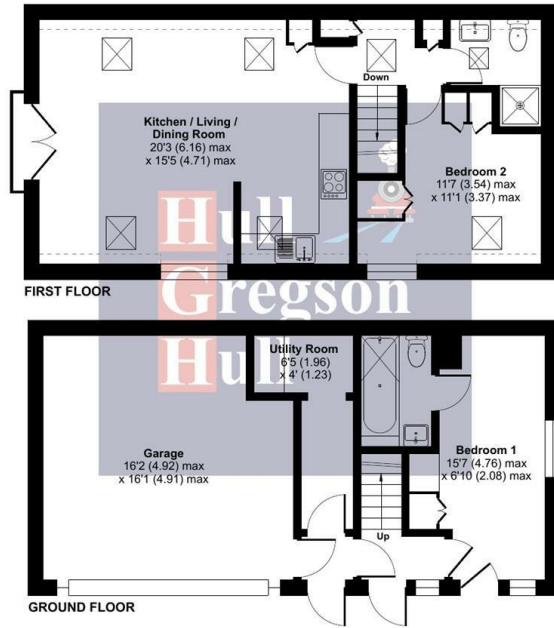 Kitchen / Living /
Dining Room
20'3 (6.16) max
x 15'5 (4.71) max
Down
Bedroom 2
11'7 (3.54) max
x 11'1 (3.37) max
Hull
Gregson
Hull
FIRST FLOOR
Utility Room
6'5 (1.96)
x 4' (1.23)
Garage
16'2 (4.92) max
x 16'1 (4.91) max
Bedroom 1
15'7 (4.76) max
x 6'10 (2.08) max
Up
GROUND FLOOR